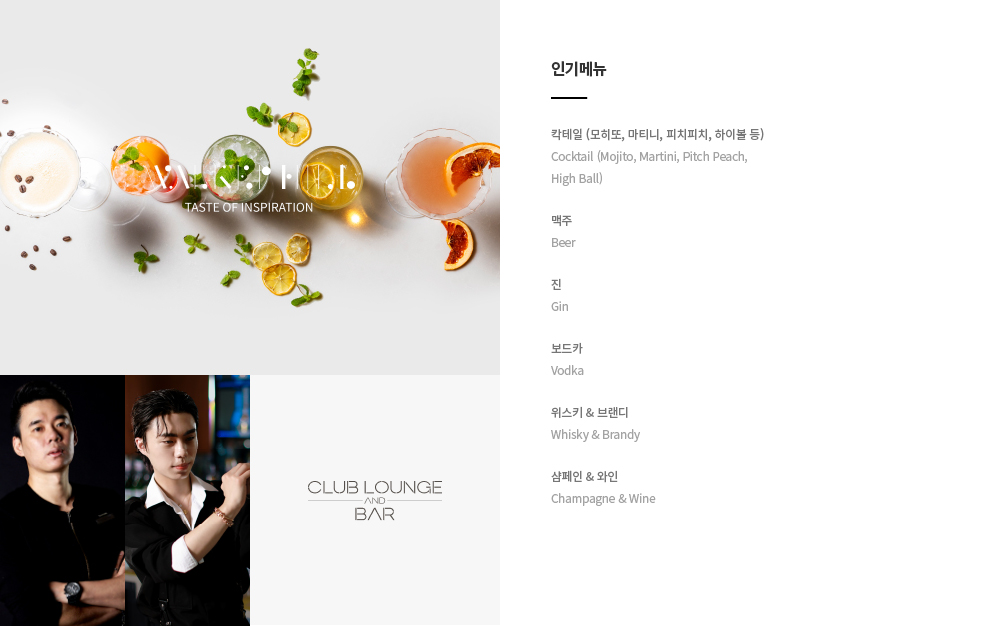 TASTE OF INSPIRATION
CLUB LOUNGE
AND
BAR
인기메뉴
칵테일 (모히또, 마티니, 피치피치, 하이볼 등)
Cocktail (Mojito, Martini, Pitch Peach,
High Ball)
맥주
Beer
진
Gin
보드카
Vodka
위스키 & 브랜디
Whisky & Brandy
샴페인 & 와인
Champagne & Wine